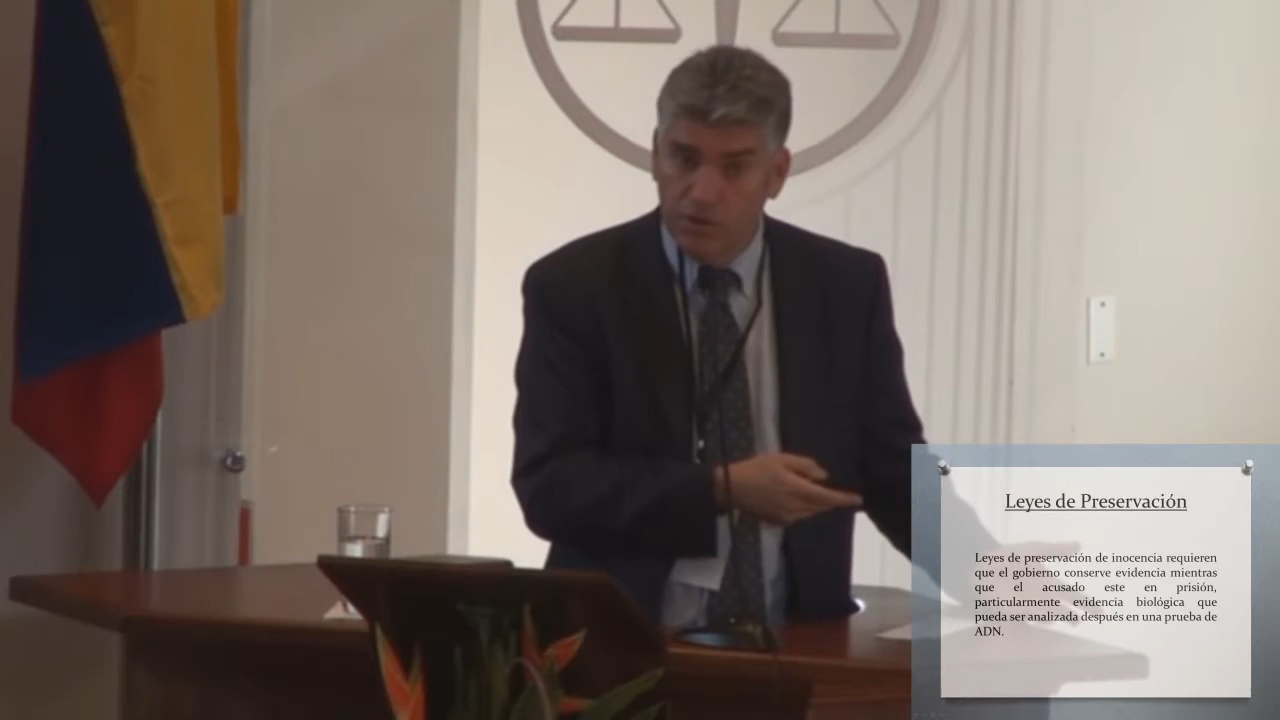 Leyes de Preservación
Leyes de preservación de inocencia requieren
que el gobierno conserve evidencia mientras
que el acusado este en prisión,
particularmente evidencia biológica que
pueda ser analizada después en una prueba de
ADN.